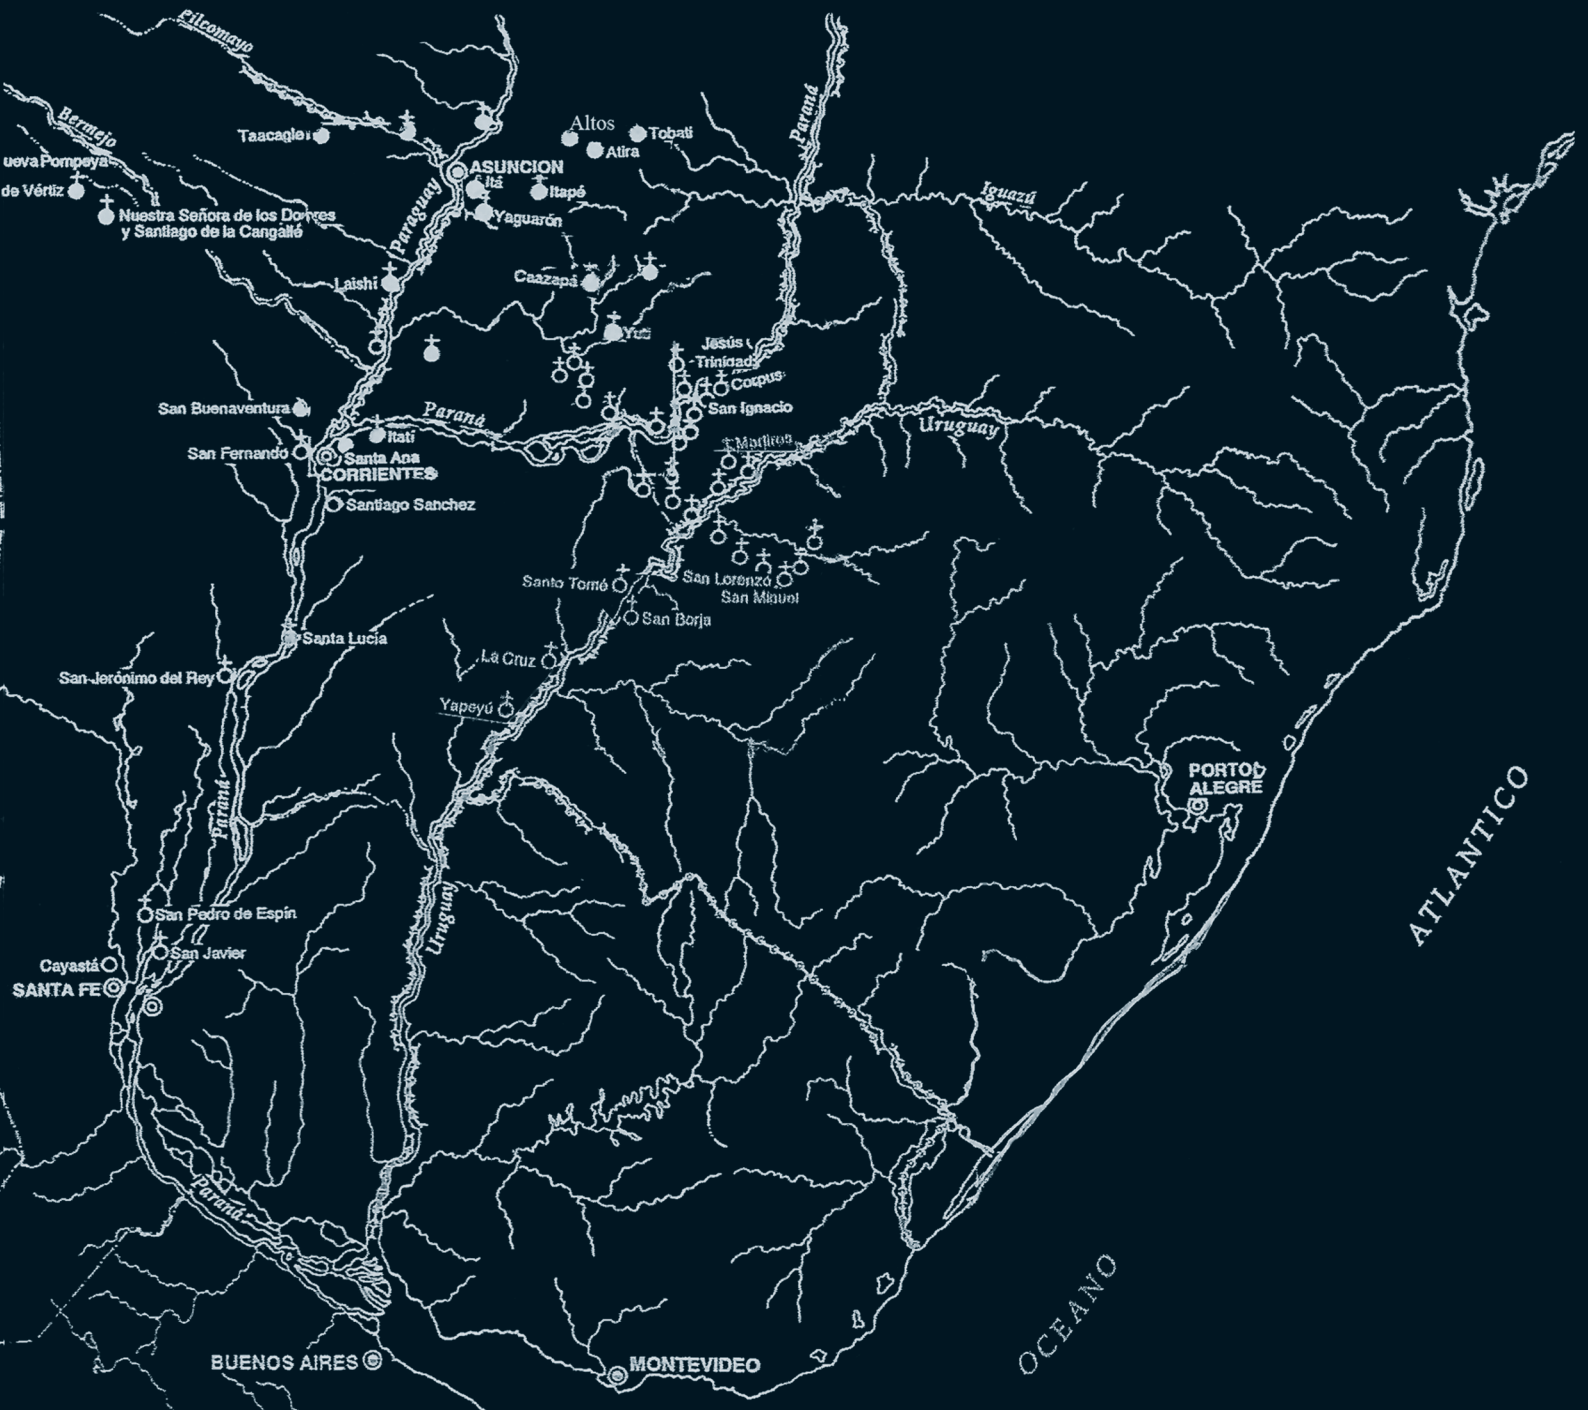 Pilcomayo
Bermejo
Paraná
Altos
Tobati
Atira
Taacagle
ASUNCION
Itá
Itapé
Yaguarón
ueva Pompeya
de Vértiz
Nuestra Señora de los Dolores
y Santiago de la Cangallé
Paraguay
Iguazú
Laishí
Caazapá
Yuti
Jesús
Trinidad
Corpus
San Ignacio
San Buenaventura
Paraná
Itatí
Uruguay
Martires
San Fernando
Santa Ana
CORRIENTES
Santiago Sanchez
Santo Tomé
San Lorenzo
San Miguel
San Borja
Santa Lucía
La Cruz
San Jerónimo del Rey
Yapeyú
Paraná
PORTO
ALEGRE
ATLANTICO
Uruguay
San Pedro de Espín
San Javier
Cayastá
SANTA FE
Paraná
OCEANO
BUENOS AIRES
MONTEVIDEO